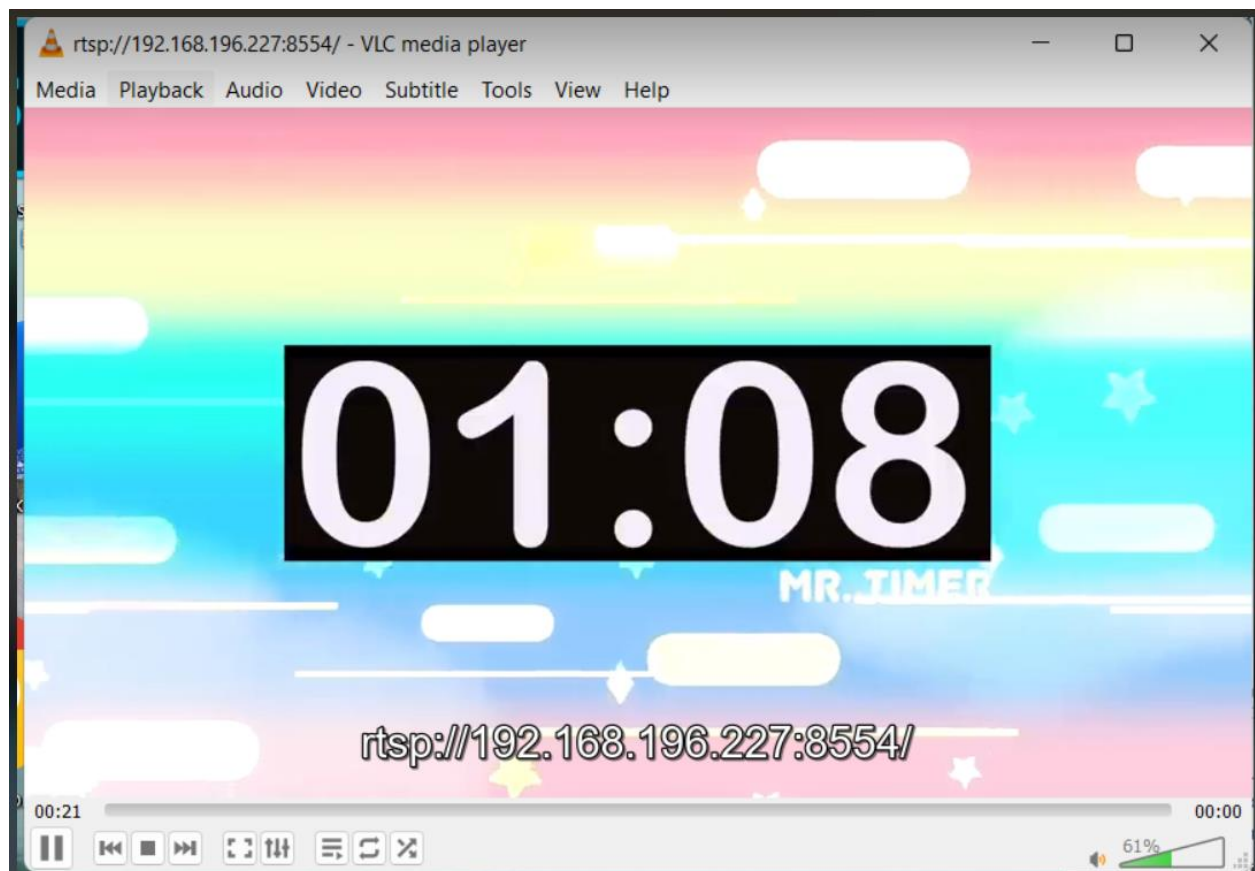 rtsp://192.168.196.227:8554/ - VLC media player
Media Playback Audio Video Subtitle Tools View Help
01:08
MR. TIMER
rtsp://192.168.196.227:8554/
00:21 00:00
61%